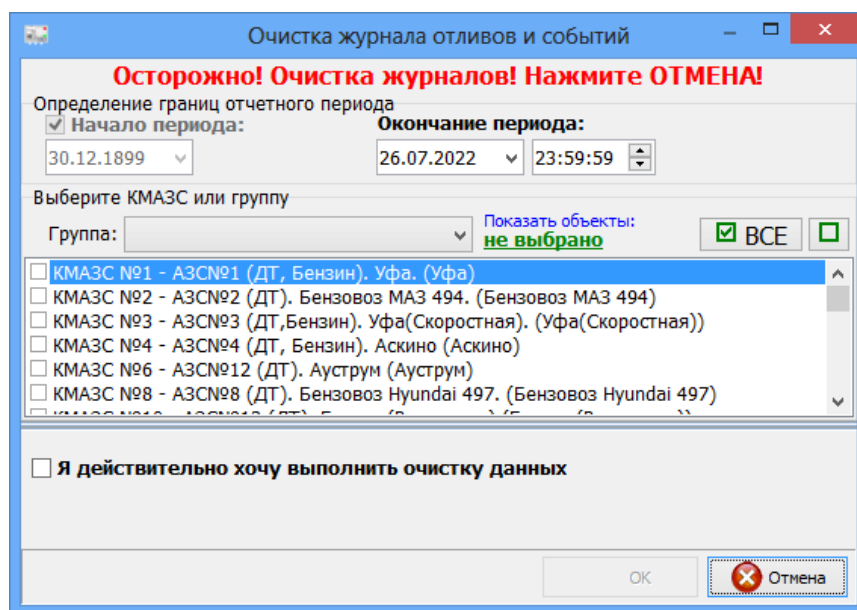 Очистка журнала отливов и событий
Осторожно! Очистка журналов! Нажмите ОТМЕНА!
Определение границ отчетного периода
Начало периода: Окончание периода:
30.12.1899 26.07.2022 23:59:59
Выберите КМАЗС или группу
Группа: Показать объекты: не выбрано ВСЕ
КМАЗС №1 - АЗС№1 (ДТ, Бензин). Уфа. (Уфа)
КМАЗС №2 - АЗС№2 (ДТ). Бензовоз МАЗ 494. (Бензовоз МАЗ 494)
КМАЗС №3 - АЗС№3 (ДТ,Бензин). Уфа(Скоростная). (Уфа(Скоростная))
КМАЗС №4 - АЗС№4 (ДТ, Бензин). Аскино (Аскино)
КМАЗС №6 - АЗС№12 (ДТ). Ауструм (Ауструм)
КМАЗС №8 - АЗС№8 (ДТ). Бензовоз Hyundai 497. (Бензовоз Hyundai 497)
Я действительно хочу выполнить очистку данных
OK Отмена